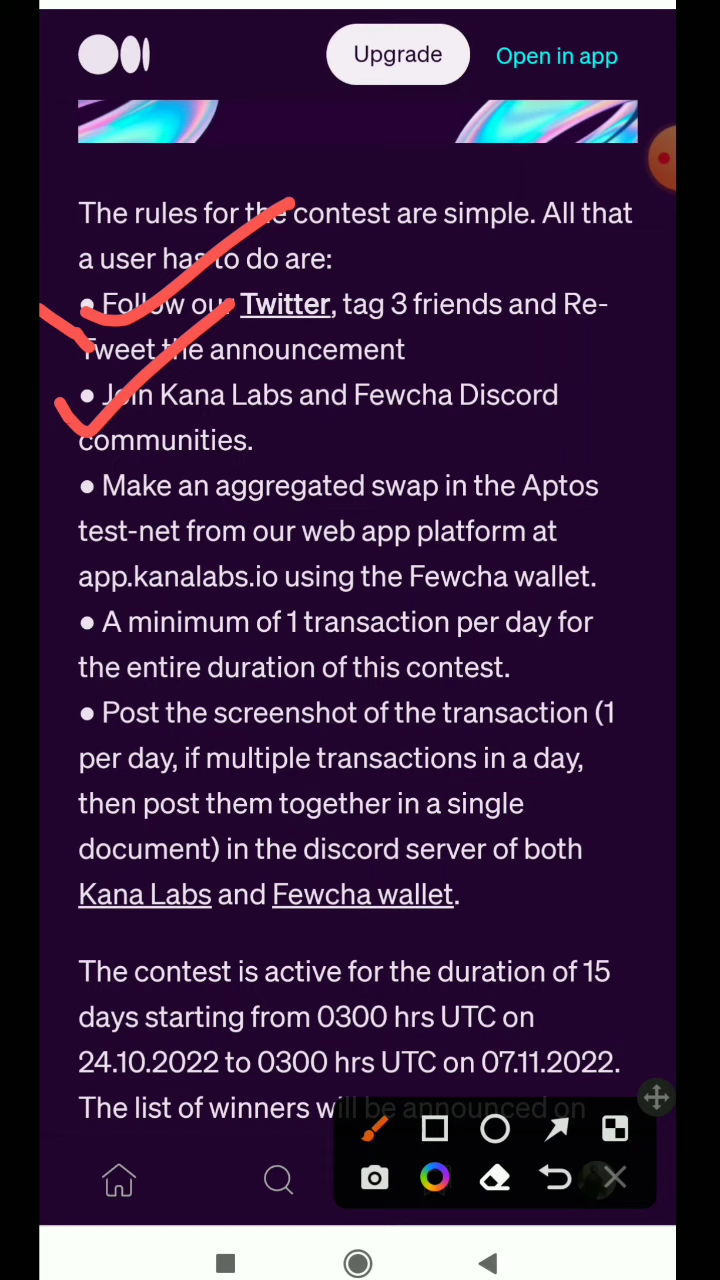 Upgrade
Open in app
The rules for the contest are simple. All that
a user has to do are:
● Follow our Twitter, tag 3 friends and Re-
Tweet the announcement
● Join Kana Labs and Fewcha Discord
communities.
● Make an aggregated swap in the Aptos
test-net from our web app platform at
app.kanalabs.io using the Fewcha wallet.
● A minimum of 1 transaction per day for
the entire duration of this contest.
● Post the screenshot of the transaction (1
per day, if multiple transactions in a day,
then post them together in a single
document) in the discord server of both
Kana Labs and Fewcha wallet.
The contest is active for the duration of 15
days starting from 0300 hrs UTC on
24.10.2022 to 0300 hrs UTC on 07.11.2022.
The list of winners will be announced on